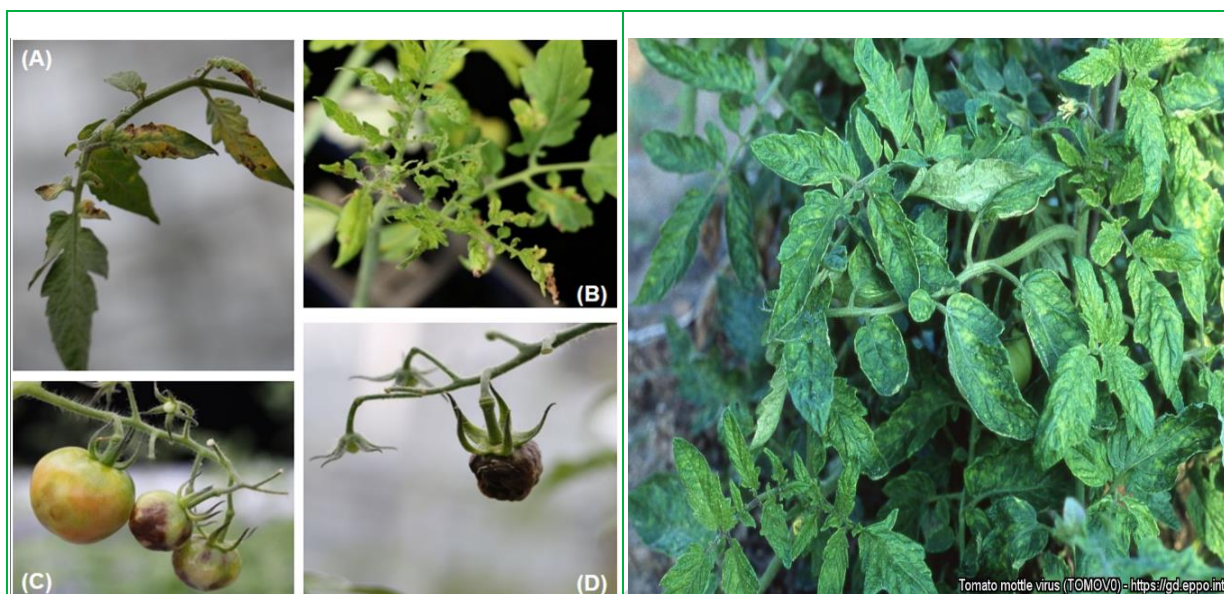 (A)
(B)
(C)
(D)
Tomato mottle virus (TOMOV0) - https://gd.eppo.int